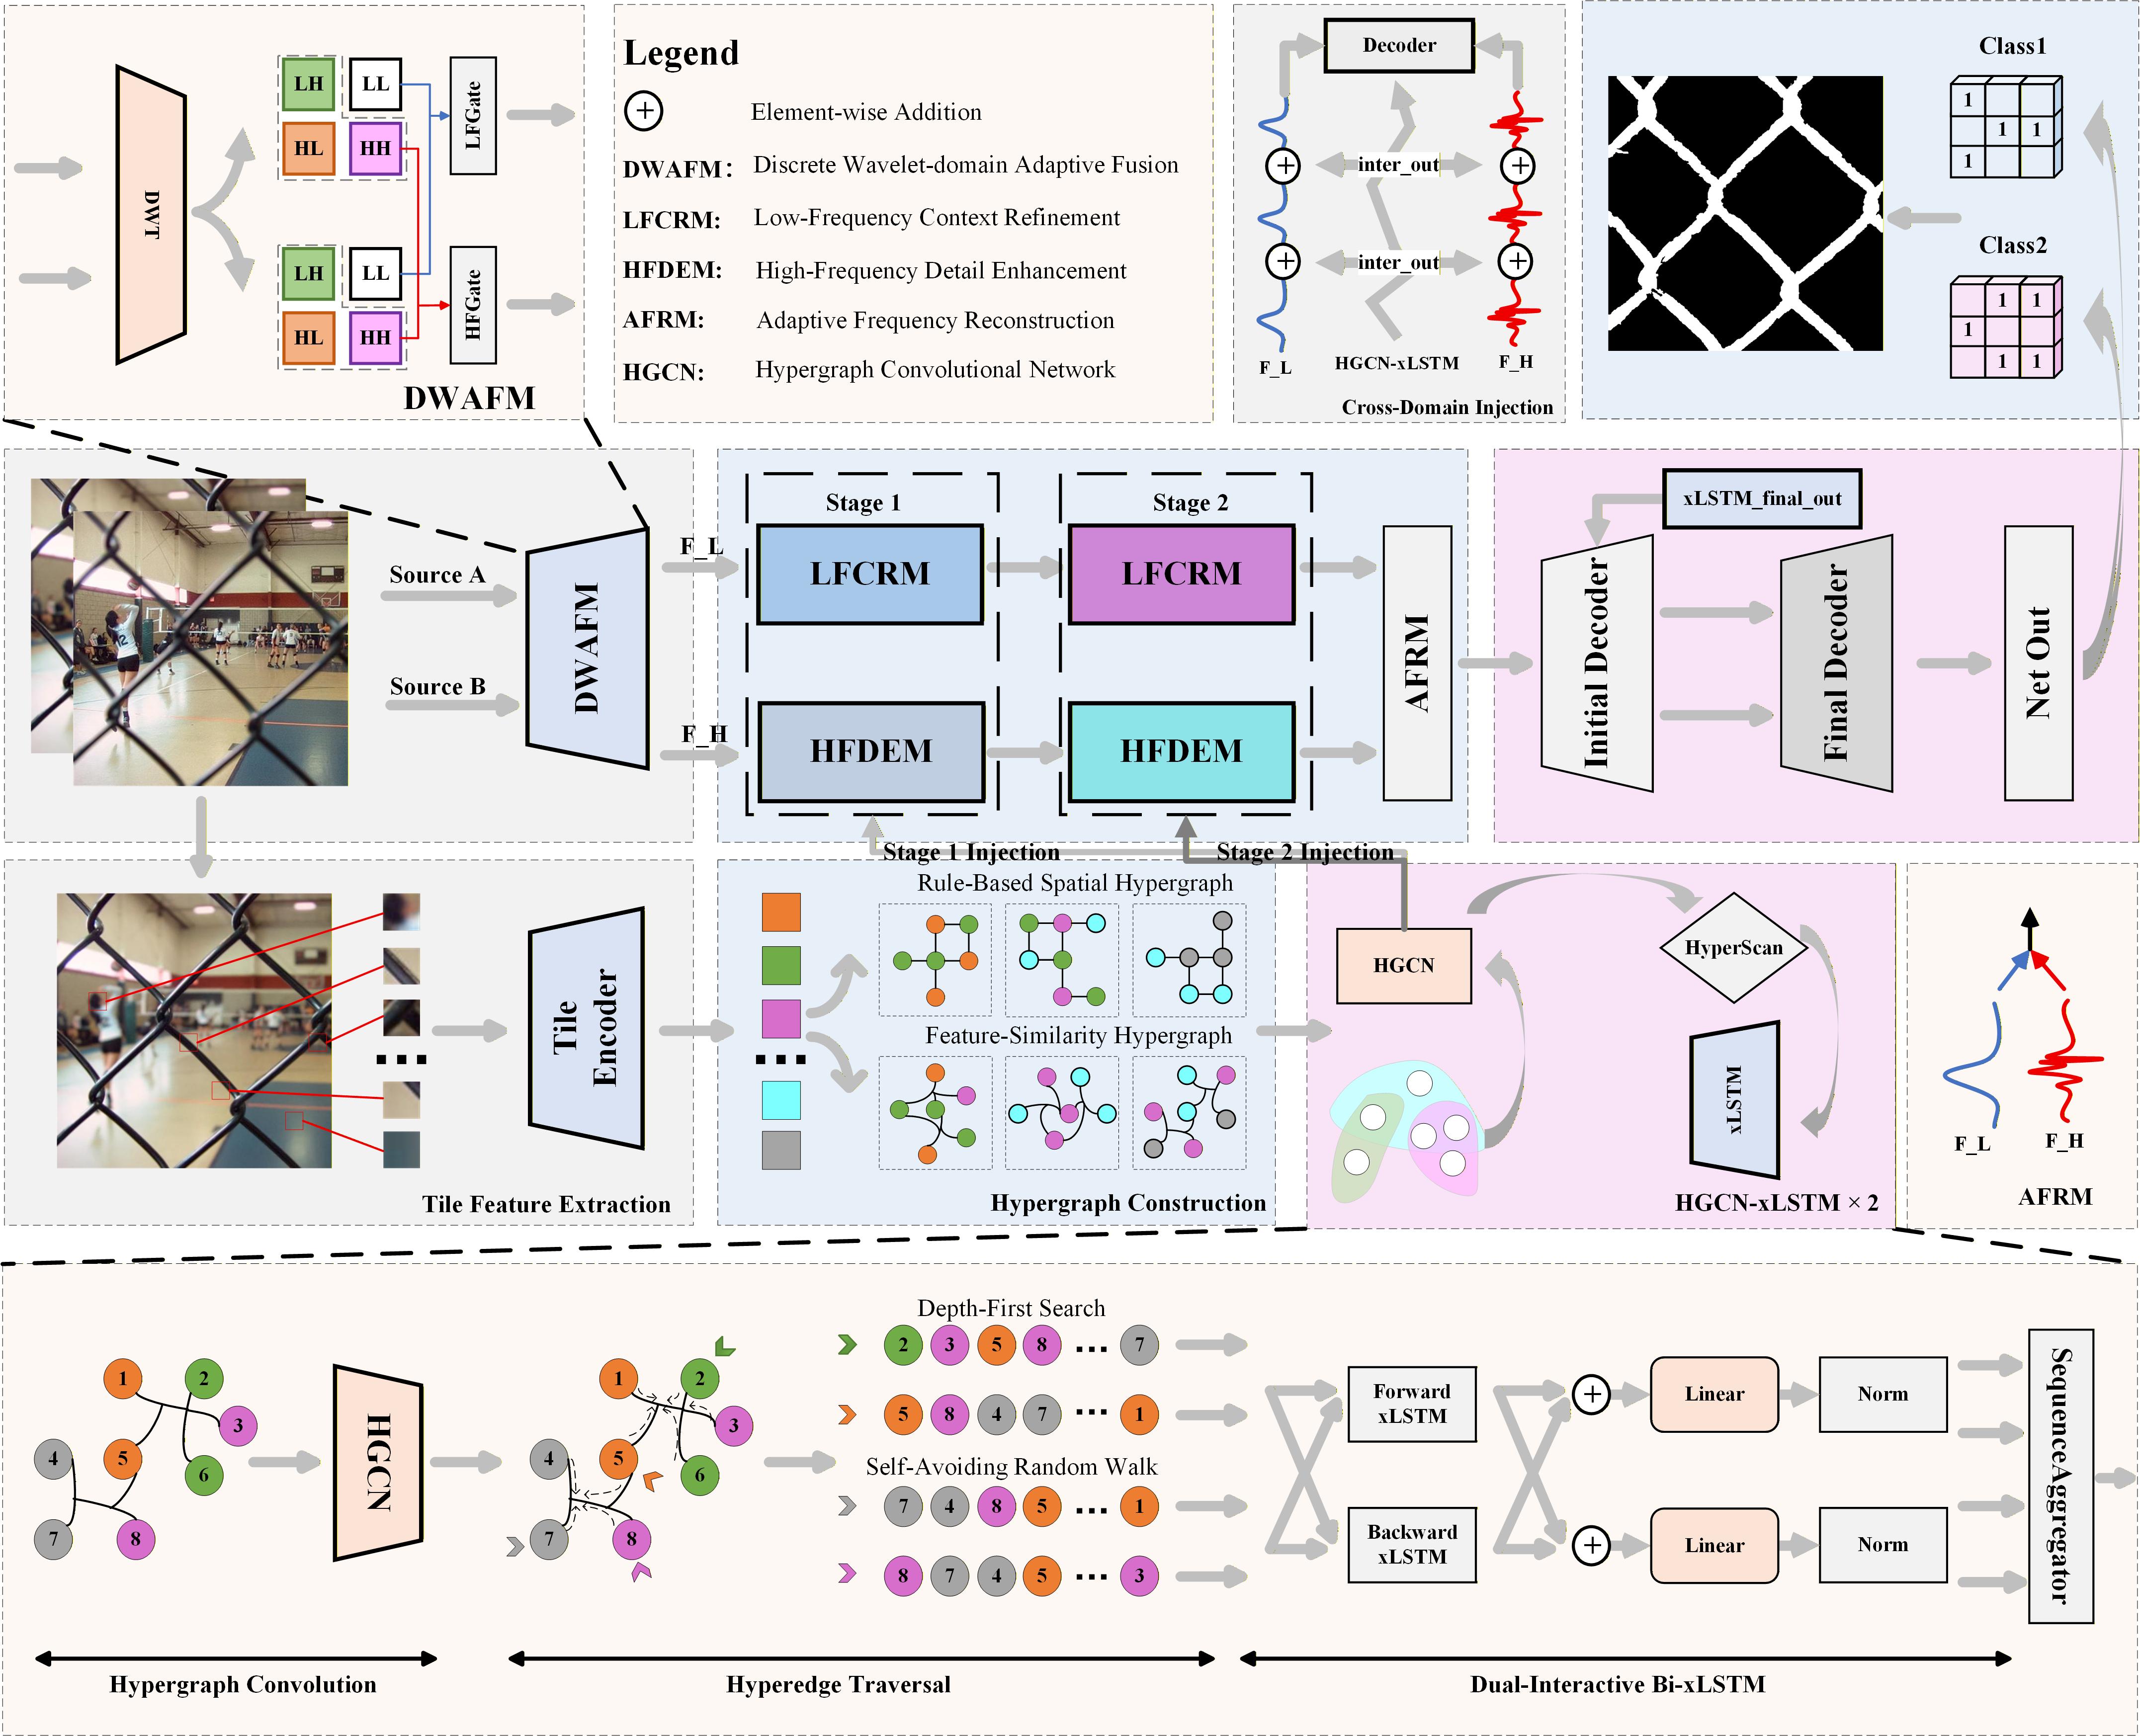 DWT
LH
LL
HL
HH
LH
LL
HL
HH
LFGate
HFGate
DWAFM
Legend
+ Element-wise Addition
DWAFM: Discrete Wavelet-domain Adaptive Fusion
LFCRM: Low-Frequency Context Refinement
HFDEM: High-Frequency Detail Enhancement
AFRM: Adaptive Frequency Reconstruction
HGCN: Hypergraph Convolutional Network
Decoder
+ inter_out +
+ inter_out +
F_L HGCN-xLSTM F_H
Cross-Domain Injection
Class1
1
1 1
1
Class2
1 1
1
1 1
Source A
Source B
DWAFM
F_L
F_H
Stage 1
LFCRM
HFDEM
Stage 2
LFCRM
HFDEM
AFRM
xLSTM_final_out
Initial Decoder
Final Decoder
Net Out
Stage 1 Injection
Stage 2 Injection
Tile
Encoder
Tile Feature Extraction
Rule-Based Spatial Hypergraph
Feature-Similarity Hypergraph
Hypergraph Construction
HGCN
HyperScan
xLSTM
HGCN-xLSTM × 2
F_L
F_H
AFRM
1
2
3
4
5
6
7
8
HGCN
1
2
3
4
5
6
7
8
Depth-First Search
2 3 5 8 ... 7
5 8 4 7 ... 1
Self-Avoiding Random Walk
7 4 8 5 ... 1
8 7 4 5 ... 3
Forward
xLSTM
Backward
xLSTM
+
Linear
Norm
+
Linear
Norm
SequenceAggregator
Hypergraph Convolution
Hyperedge Traversal
Dual-Interactive Bi-xLSTM